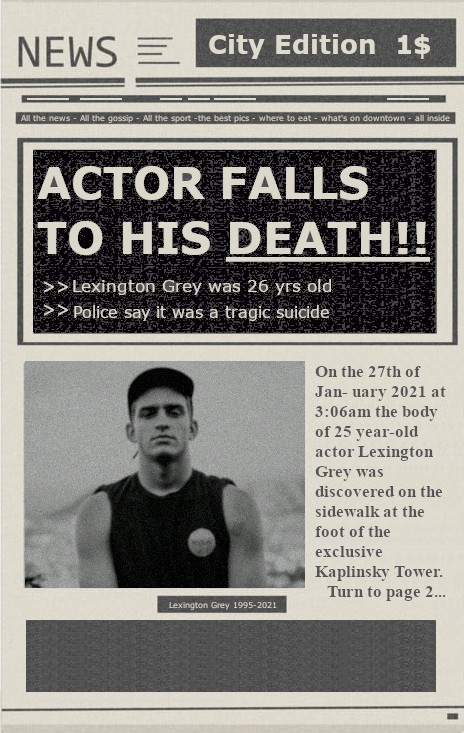 NEWS
City Edition 1$
All the news - All the gossip - All the sport -the best pics - where to eat - what's on downtown - all inside
ACTOR FALLS
TO HIS DEATH!!
>>Lexington Grey was 26 yrs old
>>Police say it was a tragic suicide
On the 27th of
Jan- uary 2021 at
3:06am the body
of 25 year-old
actor Lexington
Grey was
discovered on the
sidewalk at the
foot of the
exclusive
Kaplinsky Tower.
Turn to page 2...
Lexington Grey 1995-2021